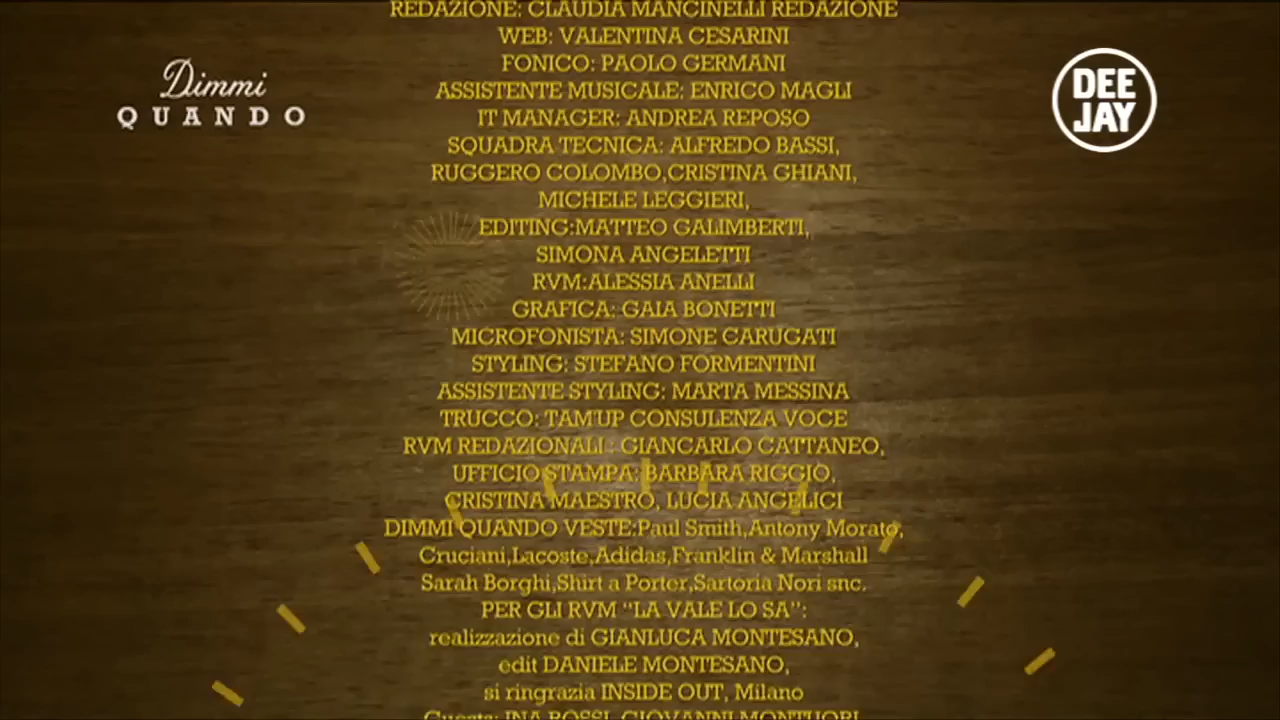 REDAZIONE: CLAUDIA MANCINELLI REDAZIONE
WEB: VALENTINA CESARINI
FONICO: PAOLO GERMANI
ASSISTENTE MUSICALE: ENRICO MAGLI
IT MANAGER: ANDREA REPOSO
SQUADRA TECNICA: ALFREDO BASSI,
RUGGERO COLOMBO,CRISTINA GHIANI,
MICHELE LEGGIERI,
EDITING:MATTEO GALIMBERTI,
SIMONA ANGELETTI
RVM:ALESSIA ANELLI
GRAFICA: GAIA BONETTI
MICROFONISTA: SIMONE CARUGATI
STYLING: STEFANO FORMENTINI
ASSISTENTE STYLING: MARTA MESSINA
TRUCCO: TAM'UP CONSULENZA VOCE
RVM REDAZIONALI : GIANCARLO CATTANEO,
UFFICIO STAMPA: BARBARA RIGGIO,
CRISTINA MAESTRO, LUCIA ANGELICI
DIMMI QUANDO VESTE:Paul Smith,Antony Morato,
Cruciani,Lacoste,Adidas,Franklin & Marshall
Sarah Borghi,Shirt a Porter,Sartoria Nori snc.
PER GLI RVM “LA VALE LO SA”:
realizzazione di GIANLUCA MONTESANO,
edit DANIELE MONTESANO,
si ringrazia INSIDE OUT, Milano
Guests: INA ROSSI, GIOVANNI MONTUORI
Dimmi
QUANDO
DEE
JAY